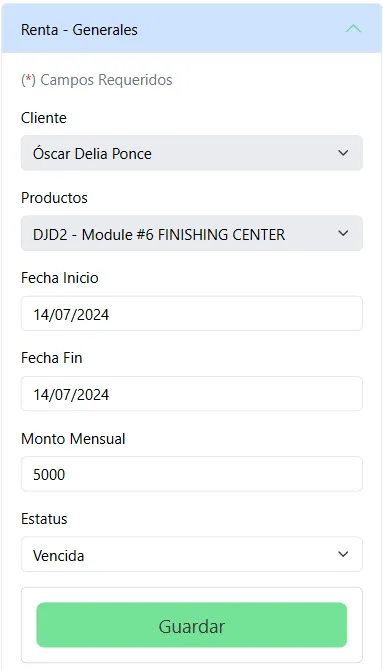 Renta - Generales
(*) Campos Requeridos
Cliente
Óscar Delia Ponce
Productos
DJD2 - Module #6 FINISHING CENTER
Fecha Inicio
14/07/2024
Fecha Fin
14/07/2024
Monto Mensual
5000
Estatus
Vencida
Guardar